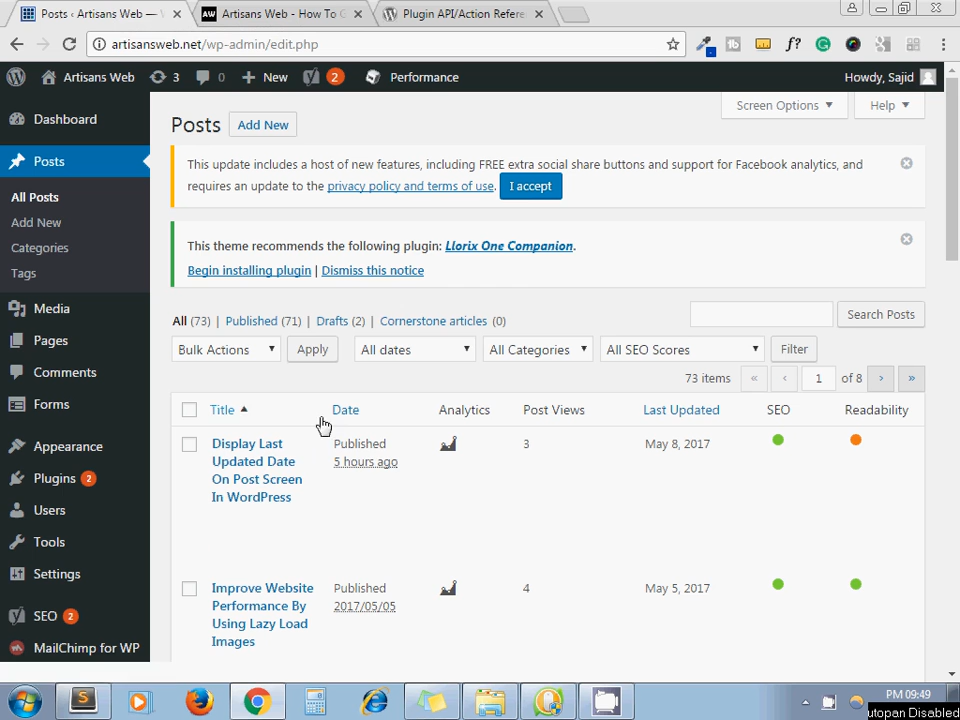 Posts ‹ Artisans Web —
Artisans Web - How To
Plugin API/Action Refere
artisansweb.net/wp-admin/edit.php
f?
Artisans Web
3
0
New
2
Performance
Howdy, Sajid
Dashboard
Posts
All Posts
Add New
Categories
Tags
Media
Pages
Comments
Forms
Appearance
Plugins 2
Users
Tools
Settings
SEO 2
MailChimp for WP
Screen Options
Help
Posts
Add New
This update includes a host of new features, including FREE extra social share buttons and support for Facebook analytics, and
requires an update to the privacy policy and terms of use. I accept
This theme recommends the following plugin: Llorix One Companion.
Begin installing plugin | Dismiss this notice
All (73) | Published (71) | Drafts (2) | Cornerstone articles (0)
Search Posts
Bulk Actions
Apply
All dates
All Categories
All SEO Scores
Filter
73 items « ‹ 1 of 8 › »
Title Date Analytics Post Views Last Updated SEO Readability
Display Last
Updated Date
On Post Screen
In WordPress
Published
5 hours ago
3
May 8, 2017
Improve Website
Performance By
Using Lazy Load
Images
Published
2017/05/05
4
May 5, 2017
PM 09:49
utopan Disabled